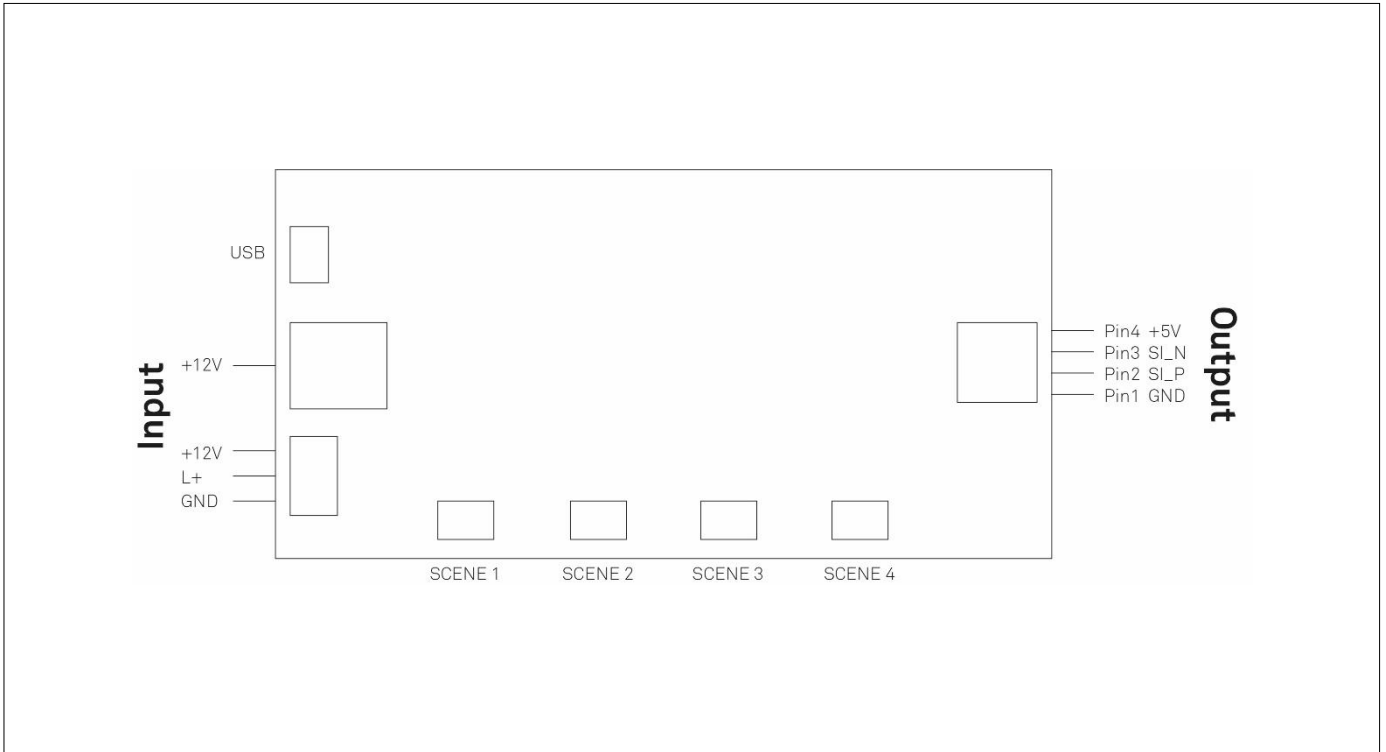 USB
Input
+12V
+12V
L+
GND
SCENE 1
SCENE 2
SCENE 3
SCENE 4
Pin4 +5V
Pin3 SI_N
Pin2 SI_P
Pin1 GND
Output